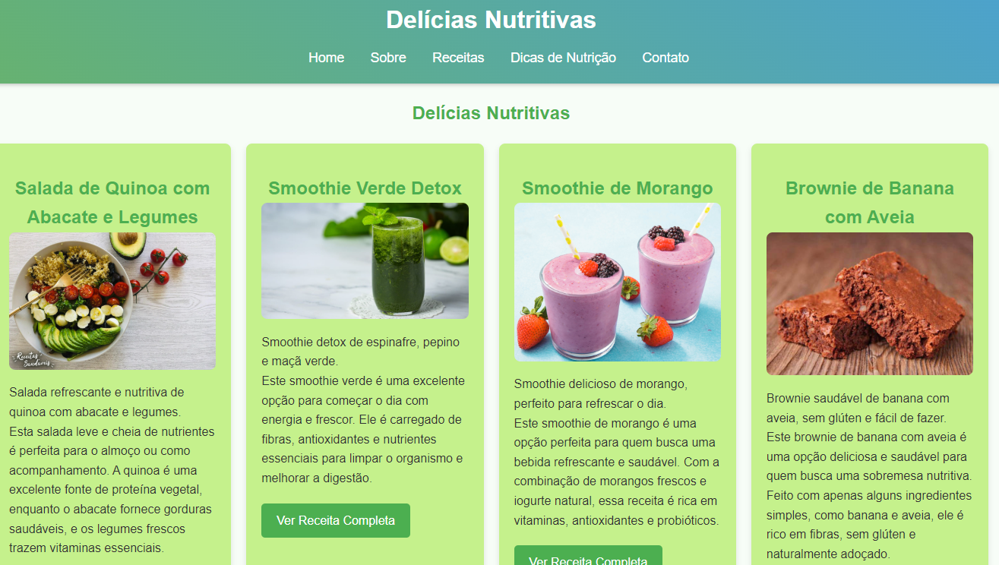 Delícias Nutritivas
Home Sobre Receitas Dicas de Nutrição Contato
Delícias Nutritivas
Salada de Quinoa com
Abacate e Legumes
Receitas
Saudáveis
Salada refrescante e nutritiva de
quinoa com abacate e legumes.
Esta salada leve e cheia de nutrientes
é perfeita para o almoço ou como
acompanhamento. A quinoa é uma
excelente fonte de proteína vegetal,
enquanto o abacate fornece gorduras
saudáveis, e os legumes frescos
trazem vitaminas essenciais.
Smoothie Verde Detox
Smoothie detox de espinafre, pepino
e maçã verde.
Este smoothie verde é uma excelente
opção para começar o dia com
energia e frescor. Ele é carregado de
fibras, antioxidantes e nutrientes
essenciais para limpar o organismo e
melhorar a digestão.
Ver Receita Completa
Smoothie de Morango
Smoothie delicioso de morango,
perfeito para refrescar o dia.
Este smoothie de morango é uma
opção perfeita para quem busca uma
bebida refrescante e saudável. Com a
combinação de morangos frescos e
iogurte natural, essa receita é rica em
vitaminas, antioxidantes e probióticos.
Ver Receita Completa
Brownie de Banana
com Aveia
Brownie saudável de banana com
aveia, sem glúten e fácil de fazer.
Este brownie de banana com aveia é
uma opção deliciosa e saudável para
quem busca uma sobremesa nutritiva.
Feito com apenas alguns ingredientes
simples, como banana e aveia, ele é
rico em fibras, sem glúten e
naturalmente adoçado.